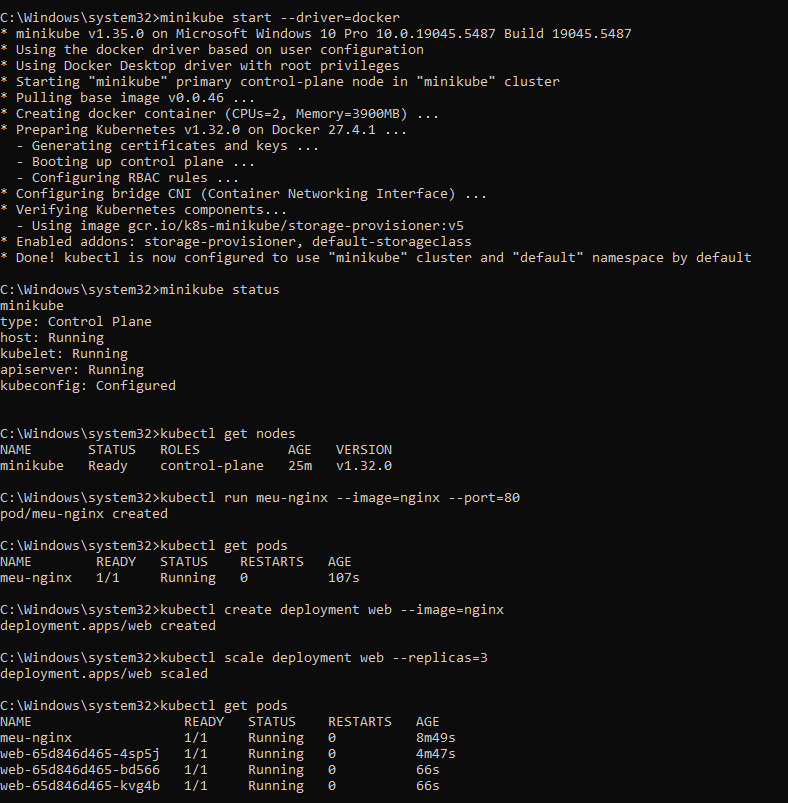 C:\Windows\system32>minikube start --driver=docker
* minikube v1.35.0 on Microsoft Windows 10 Pro 10.0.19045.5487 Build 19045.5487
* Using the docker driver based on user configuration
* Using Docker Desktop driver with root privileges
* Starting "minikube" primary control-plane node in "minikube" cluster
* Pulling base image v0.0.46 ...
* Creating docker container (CPUs=2, Memory=3900MB) ...
* Preparing Kubernetes v1.32.0 on Docker 27.4.1 ...
  - Generating certificates and keys ...
  - Booting up control plane ...
  - Configuring RBAC rules ...
* Configuring bridge CNI (Container Networking Interface) ...
* Verifying Kubernetes components...
  - Using image gcr.io/k8s-minikube/storage-provisioner:v5
* Enabled addons: storage-provisioner, default-storageclass
* Done! kubectl is now configured to use "minikube" cluster and "default" namespace by default
C:\Windows\system32>minikube status
minikube
type: Control Plane
host: Running
kubelet: Running
apiserver: Running
kubeconfig: Configured
C:\Windows\system32>kubectl get nodes
NAME       STATUS   ROLES           AGE   VERSION
minikube   Ready    control-plane   25m   v1.32.0
C:\Windows\system32>kubectl run meu-nginx --image=nginx --port=80
pod/meu-nginx created
C:\Windows\system32>kubectl get pods
NAME        READY   STATUS    RESTARTS   AGE
meu-nginx   1/1     Running   0          107s
C:\Windows\system32>kubectl create deployment web --image=nginx
deployment.apps/web created
C:\Windows\system32>kubectl scale deployment web --replicas=3
deployment.apps/web scaled
C:\Windows\system32>kubectl get pods
NAME                   READY   STATUS    RESTARTS   AGE
meu-nginx              1/1     Running   0          8m49s
web-65d846d465-4sp5j   1/1     Running   0          4m47s
web-65d846d465-bd566   1/1     Running   0          66s
web-65d846d465-kvg4b   1/1     Running   0          66s